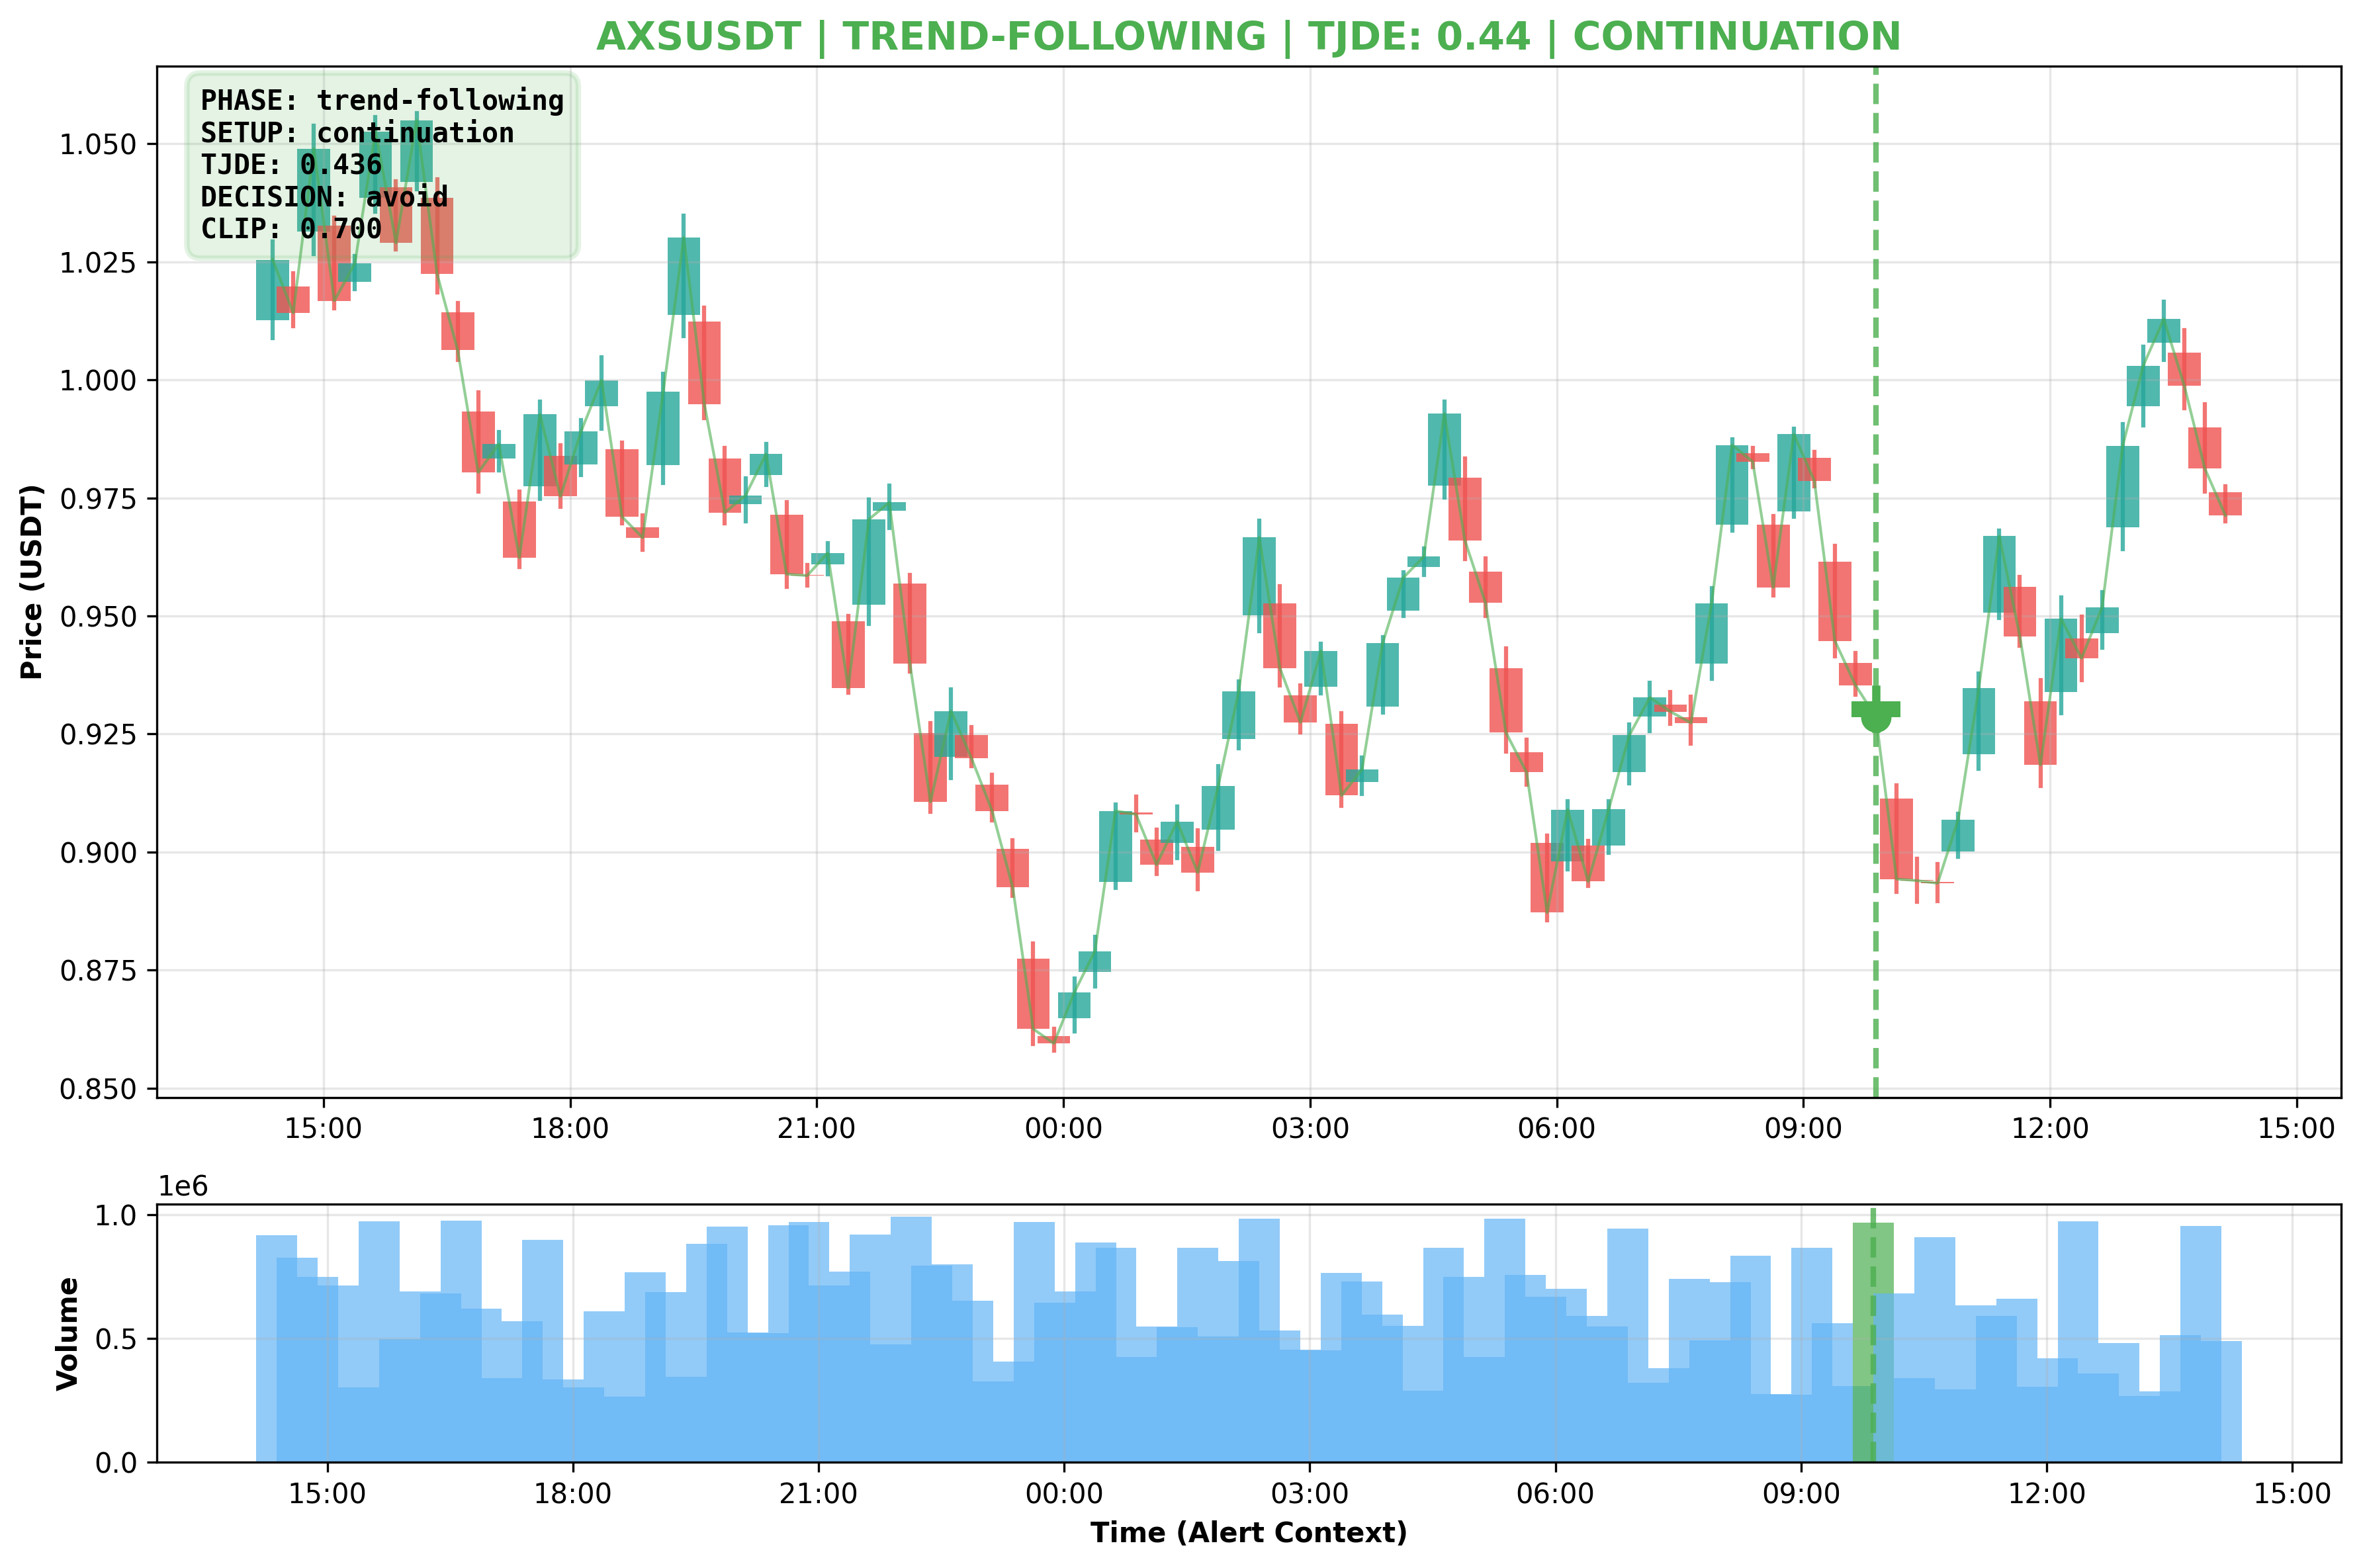 AXSUSDT | TREND-FOLLOWING | TJDE: 0.44 | CONTINUATION
PHASE: trend-following
SETUP: continuation
TJDE: 0.436
DECISION: avoid
CLIP: 0.700
Price (USDT)
1.050
1.025
1.000
0.975
0.950
0.925
0.900
0.875
0.850
15:00 18:00 21:00 00:00 03:00 06:00 09:00 12:00 15:00
1e6
Volume
1.0
0.5
0.0
15:00 18:00 21:00 00:00 03:00 06:00 09:00 12:00 15:00
Time (Alert Context)